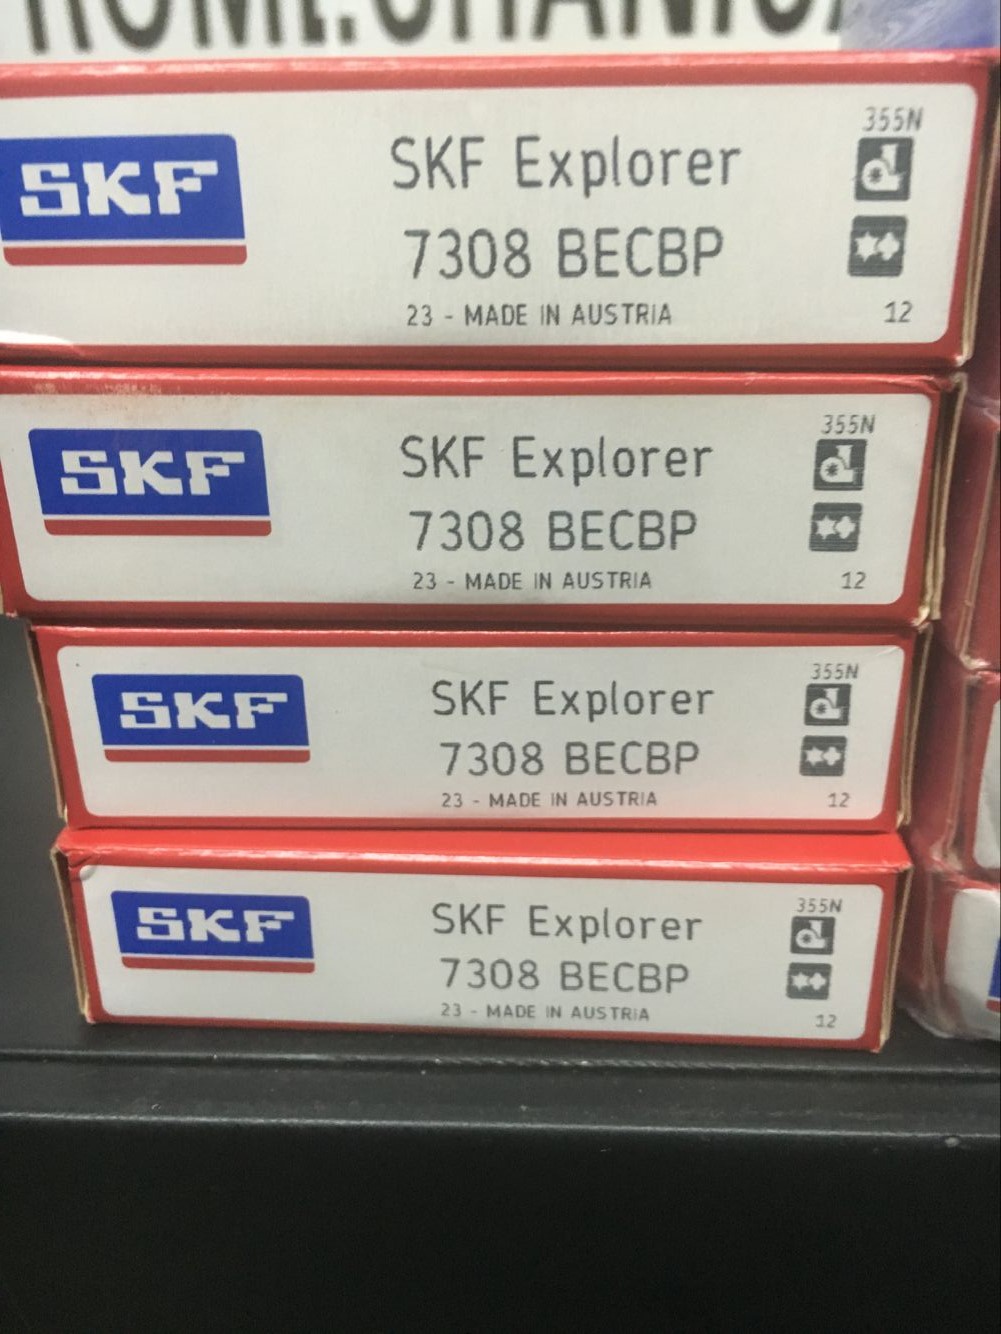 SKF
SKF Explorer
7308 BECBP
23 - MADE IN AUSTRIA
355N
12
SKF
SKF Explorer
7308 BECBP
23 - MADE IN AUSTRIA
355N
12
SKF
SKF Explorer
7308 BECBP
23 - MADE IN AUSTRIA
355N
12
SKF
SKF Explorer
7308 BECBP
23 - MADE IN AUSTRIA
355N
12